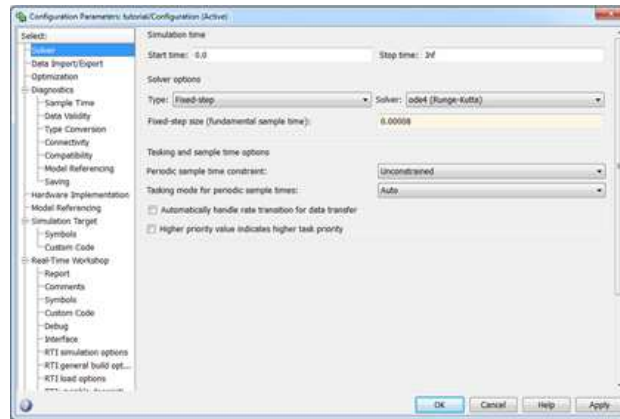 Configuration Parameters: tutorial/Configuration (Active)
Select:
Solver
Data Import/Export
Optimization
Diagnostics
Sample Time
Data Validity
Type Conversion
Connectivity
Compatibility
Model Referencing
Saving
Hardware Implementation
Model Referencing
Simulation Target
Symbols
Custom Code
Real-Time Workshop
Report
Comments
Symbols
Custom Code
Debug
Interface
RTI simulation options
RTI general build opt...
RTI load options
Simulation time
Start time: 0.0 Stop time: Inf
Solver options
Type: Fixed-step Solver: ode4 (Runge-Kutta)
Fixed-step size (fundamental sample time): 0.00008
Tasking and sample time options
Periodic sample time constraint: Unconstrained
Tasking mode for periodic sample times: Auto
Automatically handle rate transition for data transfer
Higher priority value indicates higher task priority
OK Cancel Help Apply